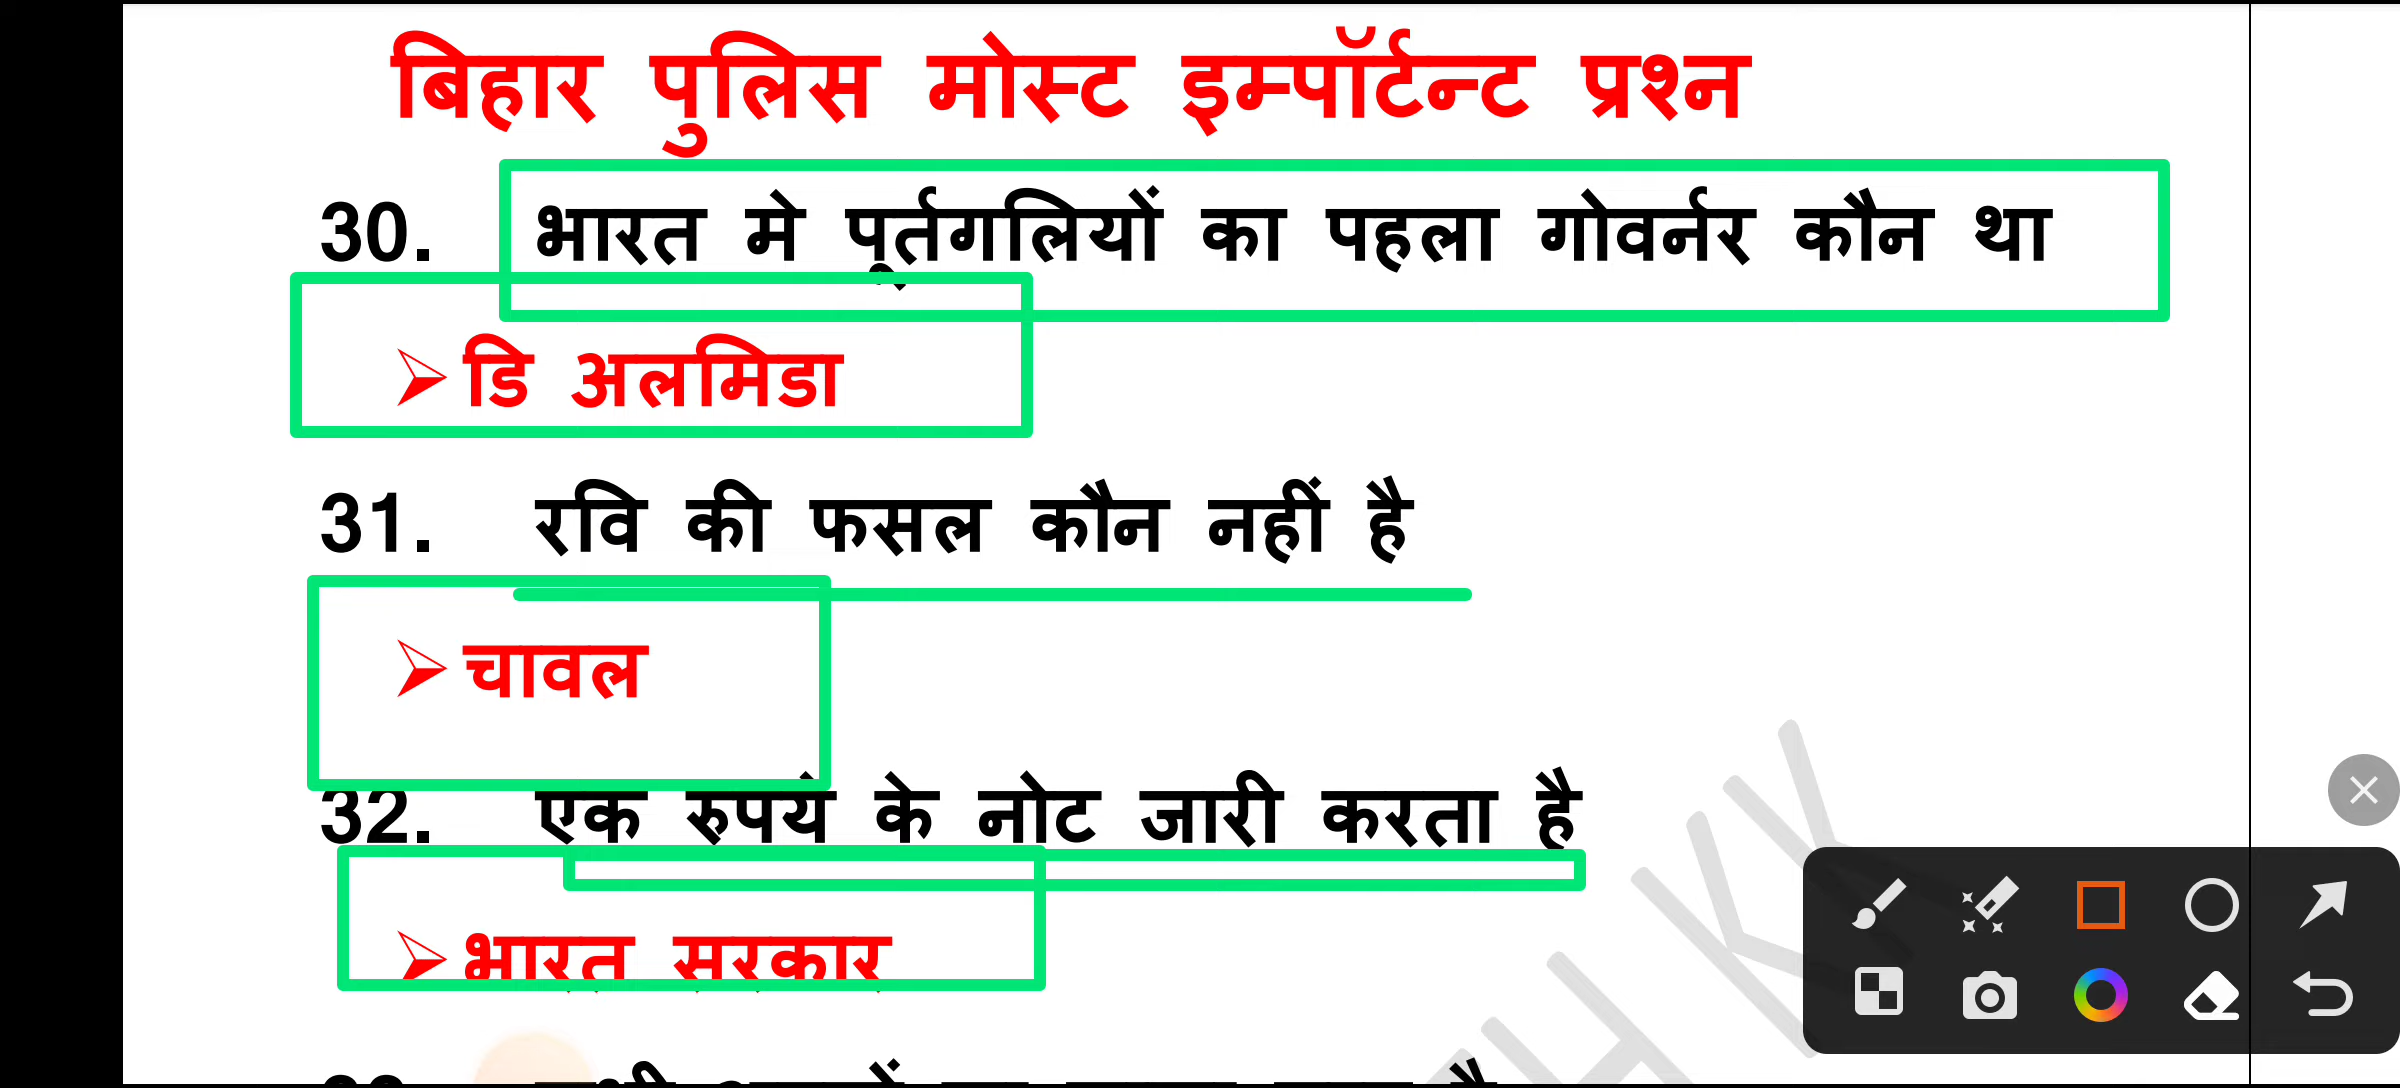 बिहार पुलिस मोस्ट इम्पॉर्टन्ट प्रश्न
30. भारत मे पूर्तगलियों का पहला गोवर्नर कौन था
➢ डि अलमिडा
31. रवि की फसल कौन नहीं है
➢ चावल
32. एक रुपये के नोट जारी करता है
➢ भारत सरकार